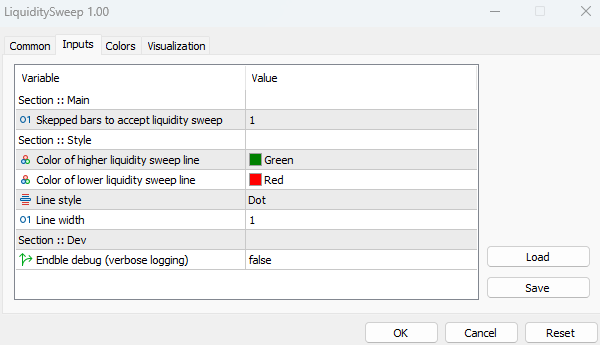 LiquiditySweep 1.00
Common Inputs Colors Visualization
Variable Value
Section :: Main
01 Skepped bars to accept liquidity sweep 1
Section :: Style
Color of higher liquidity sweep line Green
Color of lower liquidity sweep line Red
Line style Dot
01 Line width 1
Section :: Dev
Endble debug (verbose logging) false
Load
Save
OK Cancel Reset